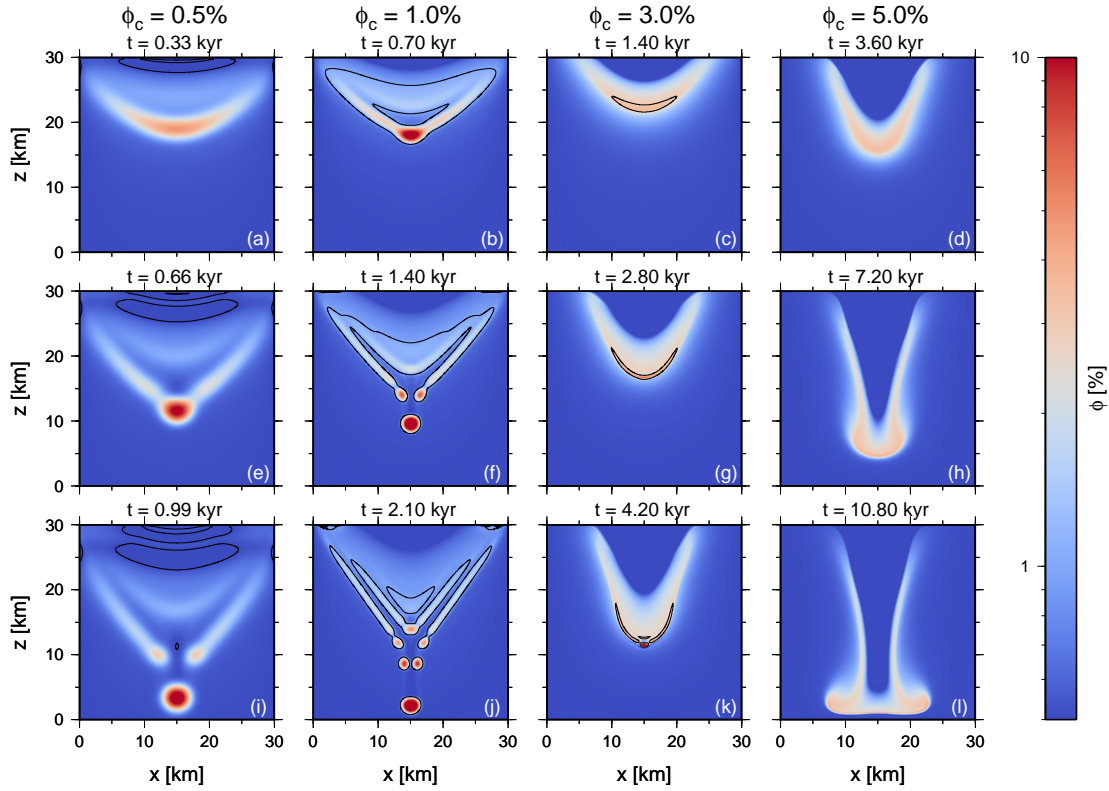 ϕc = 0.5% ϕc = 1.0% ϕc = 3.0% ϕc = 5.0%
t = 0.33 kyr t = 0.70 kyr t = 1.40 kyr t = 3.60 kyr
30
20
10
0
z [km]
(a) (b) (c) (d)
t = 0.66 kyr t = 1.40 kyr t = 2.80 kyr t = 7.20 kyr
30
20
10
0
z [km]
(e) (f) (g) (h)
t = 0.99 kyr t = 2.10 kyr t = 4.20 kyr t = 10.80 kyr
30
20
10
0
z [km]
(i) (j) (k) (l)
0 10 20 30 0 10 20 30 0 10 20 30 0 10 20 30
x [km] x [km] x [km] x [km]
10
1
ϕ [%]